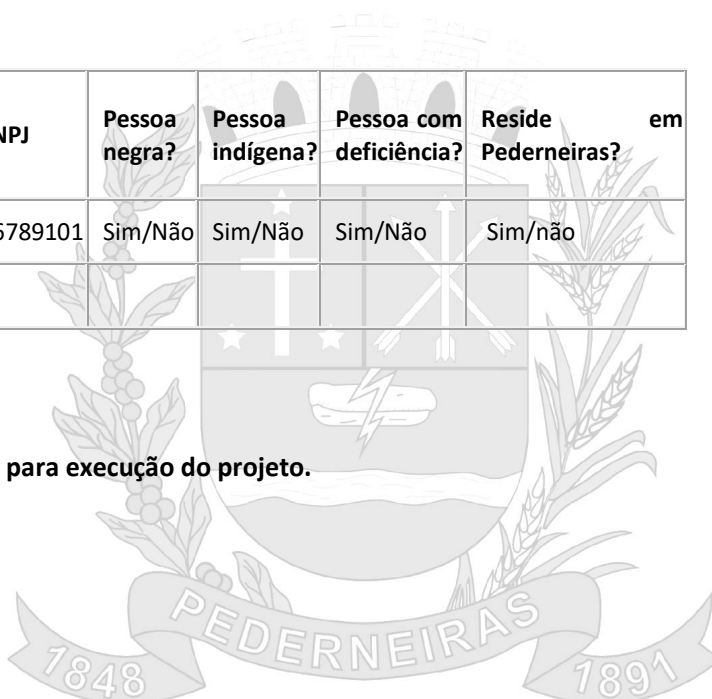 NPJ Pessoa negra? Pessoa indígena? Pessoa com deficiência? Reside em Pederneiras?
6789101 Sim/Não Sim/Não Sim/Não Sim/não
para execução do projeto.
PEDERNEIRAS
1848 1891